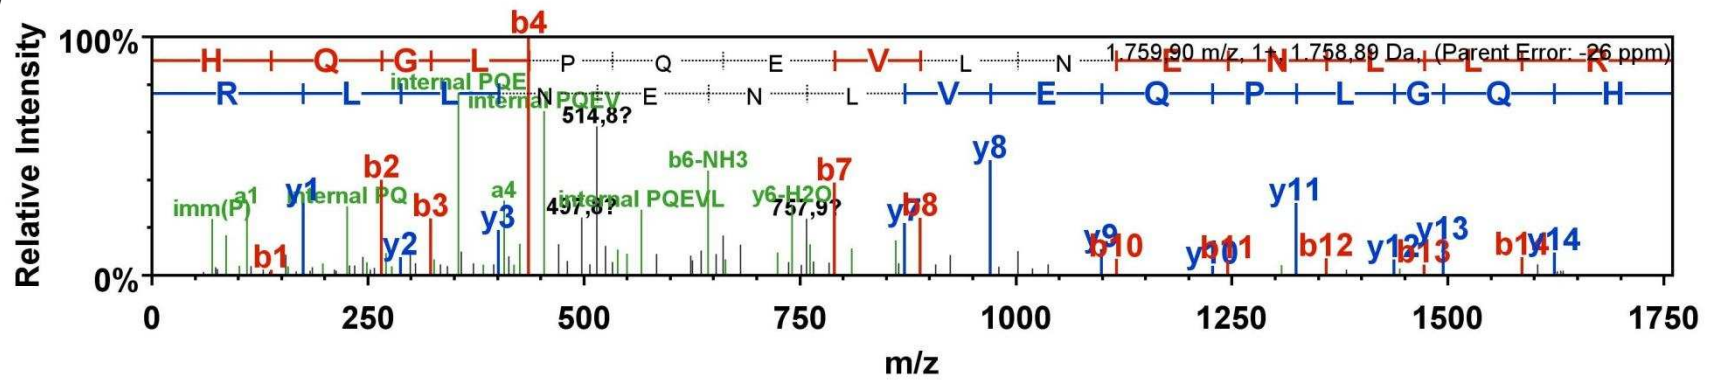 b4
Relative Intensity
100%
H Q G L P Q E V L N E N L L R
1.759,90 m/z, 1+, 1.758,89 Da, (Parent Error: -26 ppm)
internal PQE
R L L N E N L V E Q P L G Q H
internal PQEV
514,8?
b6-NH3
y8
b2
b7
imm(P)
a1
y1
internal PQ
b3
a4
y3
497,8?
internal PQEVL
y6-H2O
757,9?
y7
b8
y11
b1
y2
y9
b10
y10
b11
b12
y12
b13
y13
b14
y14
0%
0 250 500 750 1000 1250 1500 1750
m/z